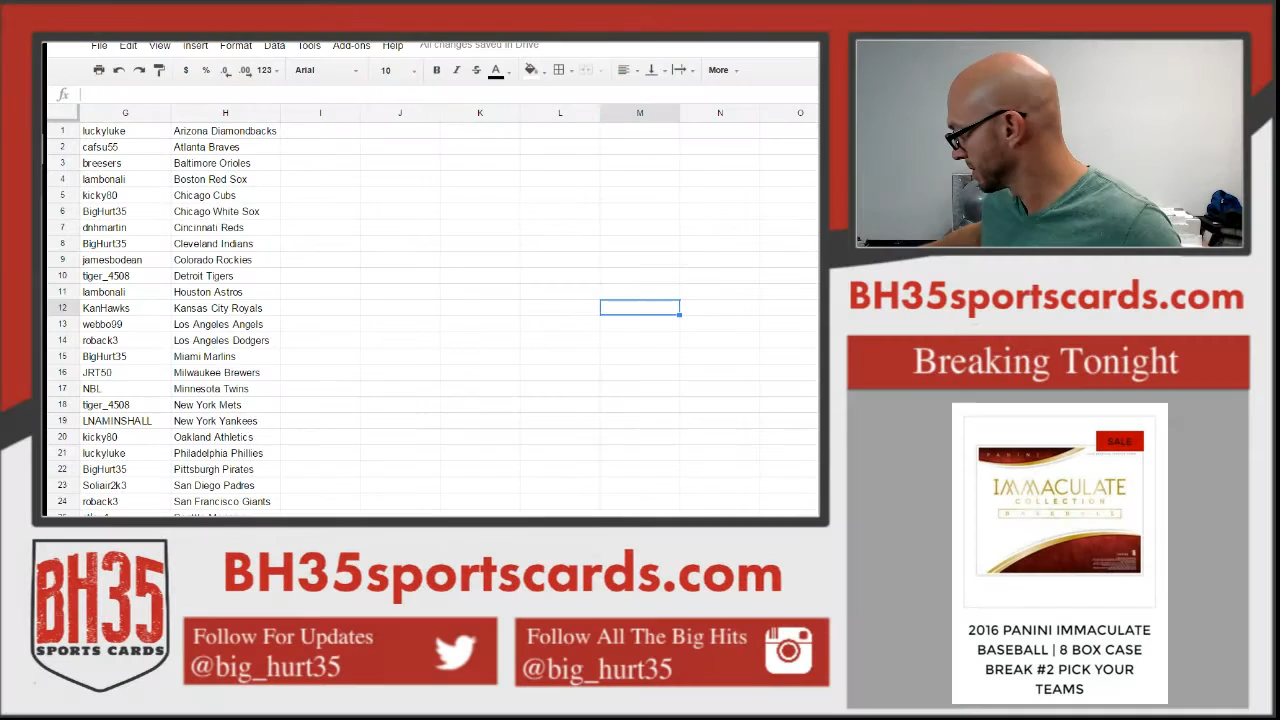 File Edit View Insert Format Data Tools Add-ons Help All changes saved in Drive
$ % .0 .00 123 Arial 10 B I S A More
fx
G H I J K L M N O
1 luckyluke Arizona Diamondbacks
2 cafsu55 Atlanta Braves
3 breesers Baltimore Orioles
4 lambonali Boston Red Sox
5 kicky80 Chicago Cubs
6 BigHurt35 Chicago White Sox
7 dnhmartin Cincinnati Reds
8 BigHurt35 Cleveland Indians
9 jamesbodean Colorado Rockies
10 tiger_4508 Detroit Tigers
11 lambonali Houston Astros
12 KanHawks Kansas City Royals
13 webbo99 Los Angeles Angels
14 roback3 Los Angeles Dodgers
15 BigHurt35 Miami Marlins
16 JRT50 Milwaukee Brewers
17 NBL Minnesota Twins
18 tiger_4508 New York Mets
19 LNAMINSHALL New York Yankees
20 kicky80 Oakland Athletics
21 luckyluke Philadelphia Phillies
22 BigHurt35 Pittsburgh Pirates
23 Soliair2k3 San Diego Padres
24 roback3 San Francisco Giants
BH35sportscards.com
Breaking Tonight
SALE
PANINI
IMMACULATE
COLLECTION
BASEBALL
2016 PANINI IMMACULATE
BASEBALL | 8 BOX CASE
BREAK #2 PICK YOUR
TEAMS
BH35
SPORTS CARDS
BH35sportscards.com
Follow For Updates
@big_hurt35
Follow All The Big Hits
@big_hurt35